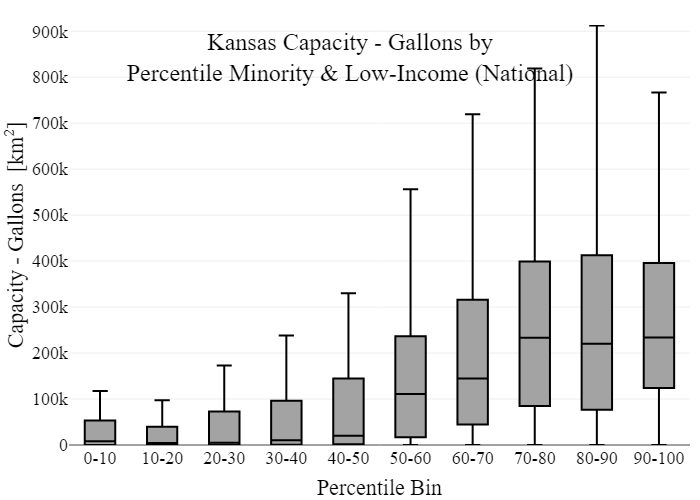 Kansas Capacity - Gallons by
Percentile Minority & Low-Income (National)
Capacity - Gallons [km²]
900k
800k
700k
600k
500k
400k
300k
200k
100k
0
0-10 10-20 20-30 30-40 40-50 50-60 60-70 70-80 80-90 90-100
Percentile Bin